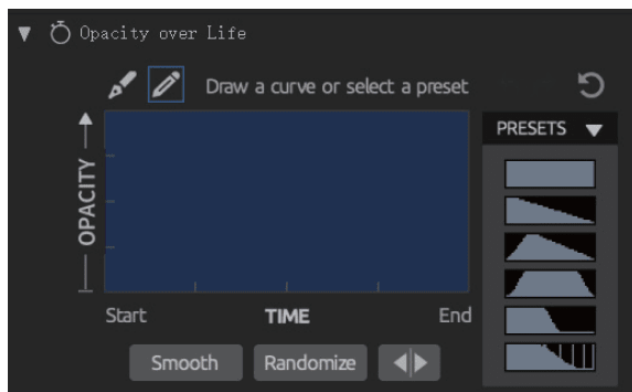 Opacity over Life
Draw a curve or select a preset
PRESETS
OPACITY
Start TIME End
Smooth Randomize